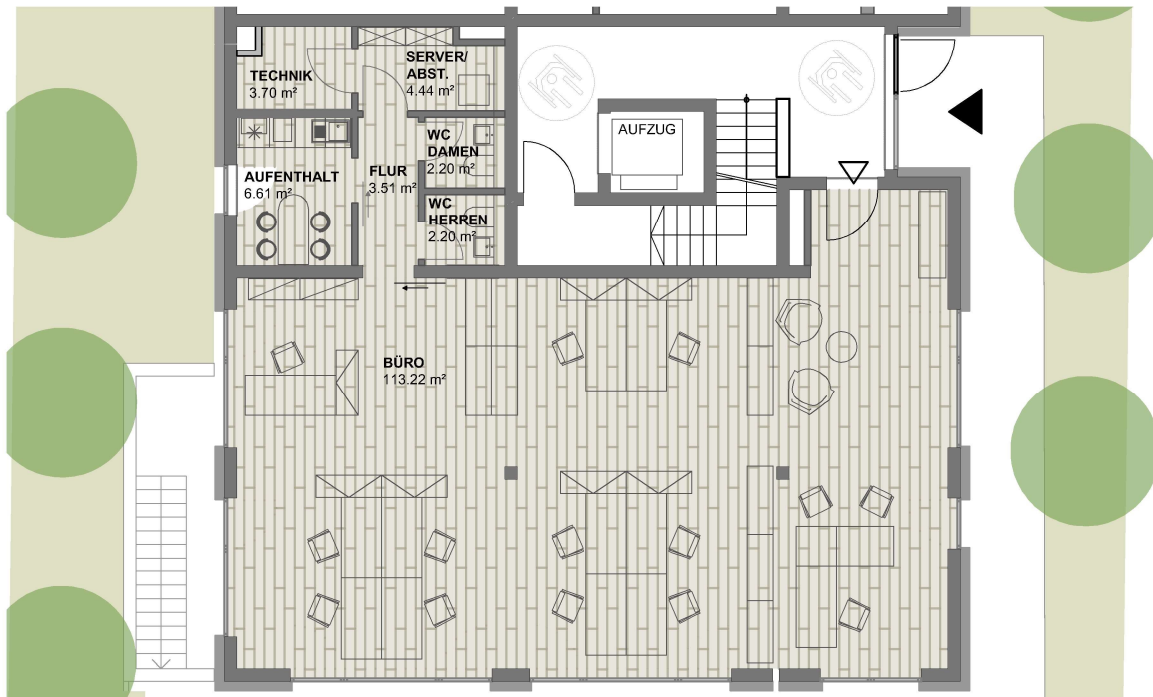 TECHNIK
3.70 m²
SERVER/
ABST.
4.44 m²
AUFZUG
WC
DAMEN
2.20 m²
AUFENTHALT
6.61 m²
FLUR
3.51 m²
WC
HERREN
2.20 m²
BÜRO
113.22 m²